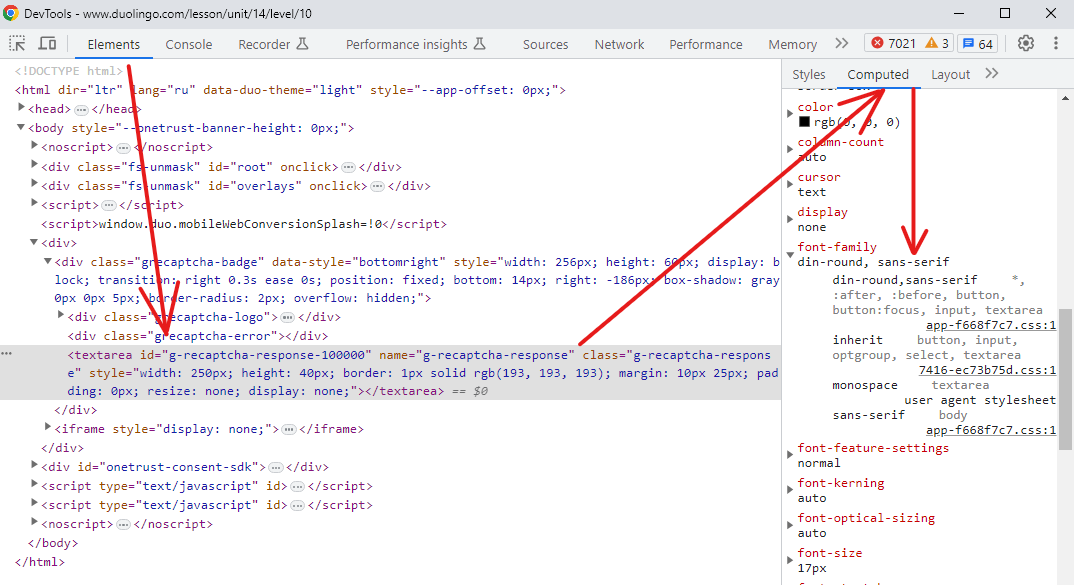 DevTools - www.duolingo.com/lesson/unit/14/level/10
Elements Console Recorder Performance insights Sources Network Performance Memory 7021 3 64
<!DOCTYPE html>
<html dir="ltr" lang="ru" data-duo-theme="light" style="--app-offset: 0px;">
<head> ⋯ </head>
<body style="--onetrust-banner-height: 0px;">
<noscript> ⋯ </noscript>
<div class="fs-unmask" id="root" onclick> ⋯ </div>
<div class="fs-unmask" id="overlays" onclick> ⋯ </div>
<script> ⋯ </script>
<script>window.duo.mobileWebConversionSplash=!0</script>
<div>
<div class="grecaptcha-badge" data-style="bottomright" style="width: 256px; height: 60px; display: b
lock; transition: right 0.3s ease 0s; position: fixed; bottom: 14px; right: -186px; box-shadow: gray
0px 0px 5px; border-radius: 2px; overflow: hidden;">
<div class="grecaptcha-logo"> ⋯ </div>
<div class="grecaptcha-error"></div>
<textarea id="g-recaptcha-response-100000" name="g-recaptcha-response" class="g-recaptcha-respons
e" style="width: 250px; height: 40px; border: 1px solid rgb(193, 193, 193); margin: 10px 25px; pad
ding: 0px; resize: none; display: none;"></textarea> == $0
</div>
<iframe style="display: none;"> ⋯ </iframe>
</div>
<div id="onetrust-consent-sdk"> ⋯ </div>
<script type="text/javascript" id> ⋯ </script>
<script type="text/javascript" id> ⋯ </script>
<noscript> ⋯ </noscript>
</body>
</html>
Styles Computed Layout
color
rgb(0, 0, 0)
column-count
auto
cursor
text
display
none
font-family
din-round, sans-serif
din-round,sans-serif *,
:after, :before, button,
button:focus, input, textarea
app-f668f7c7.css:1
inherit button, input,
optgroup, select, textarea
7416-ec73b75d.css:1
monospace textarea
user agent stylesheet
sans-serif body
app-f668f7c7.css:1
font-feature-settings
normal
font-kerning
auto
font-optical-sizing
auto
font-size
17px